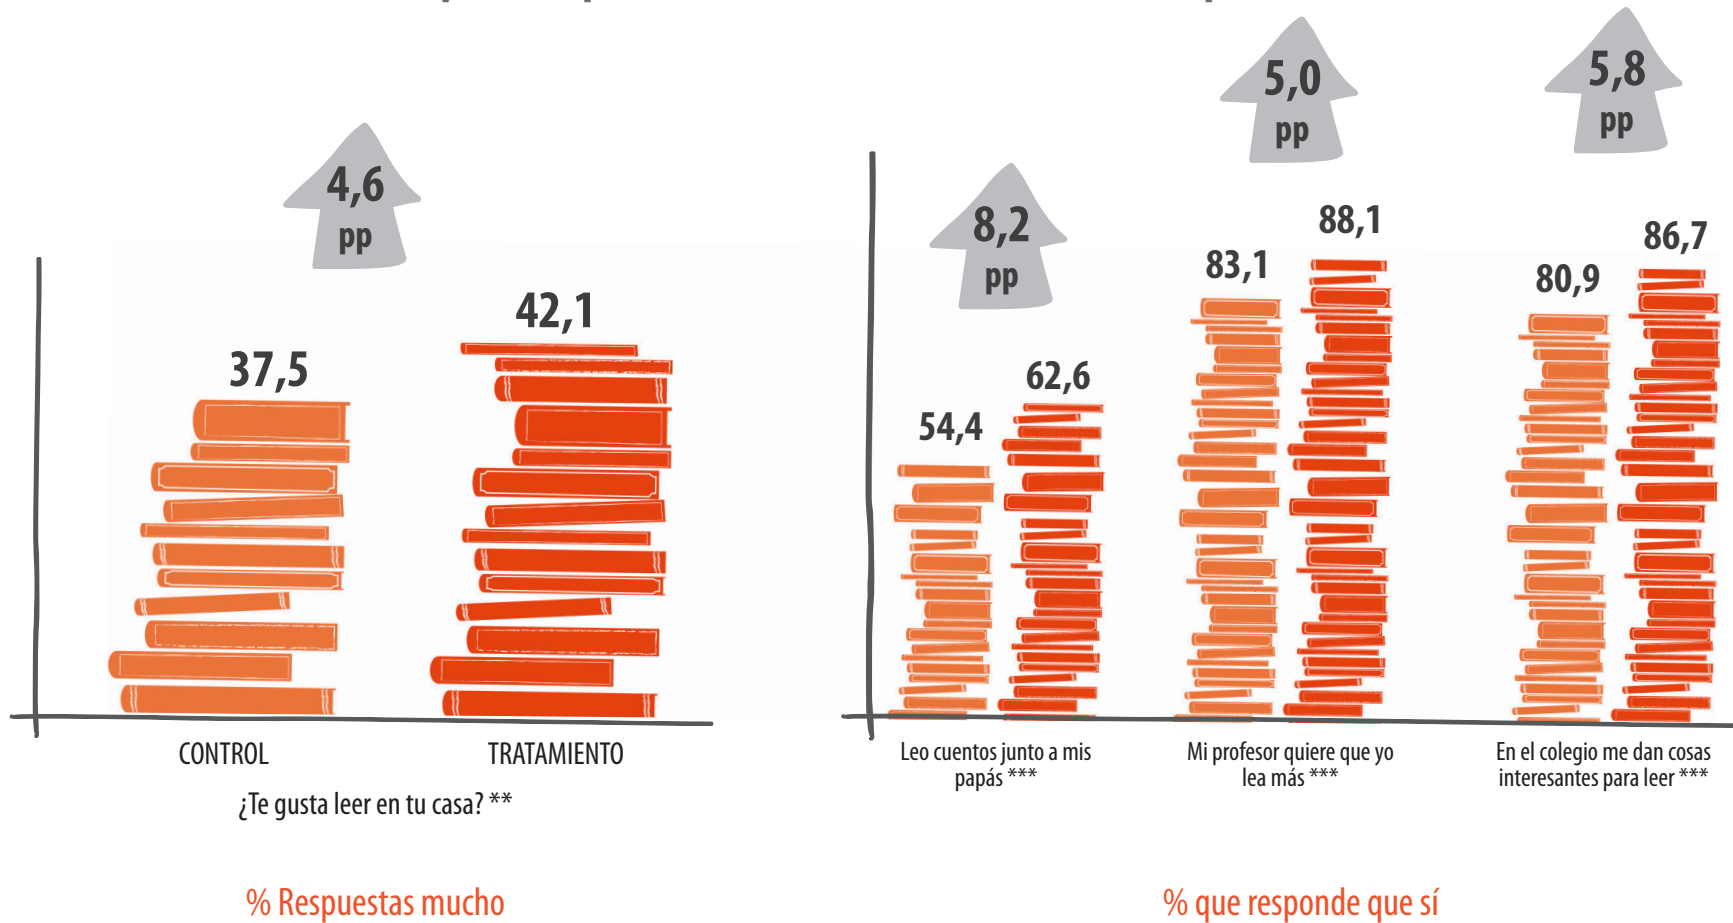 4,6
pp
37,5
42,1
CONTROL
TRATAMIENTO
¿Te gusta leer en tu casa? **
% Respuestas mucho
8,2
pp
5,0
pp
5,8
pp
54,4
62,6
83,1
88,1
80,9
86,7
Leo cuentos junto a mis
papás ***
Mi profesor quiere que yo
lea más ***
En el colegio me dan cosas
interesantes para leer ***
% que responde que sí